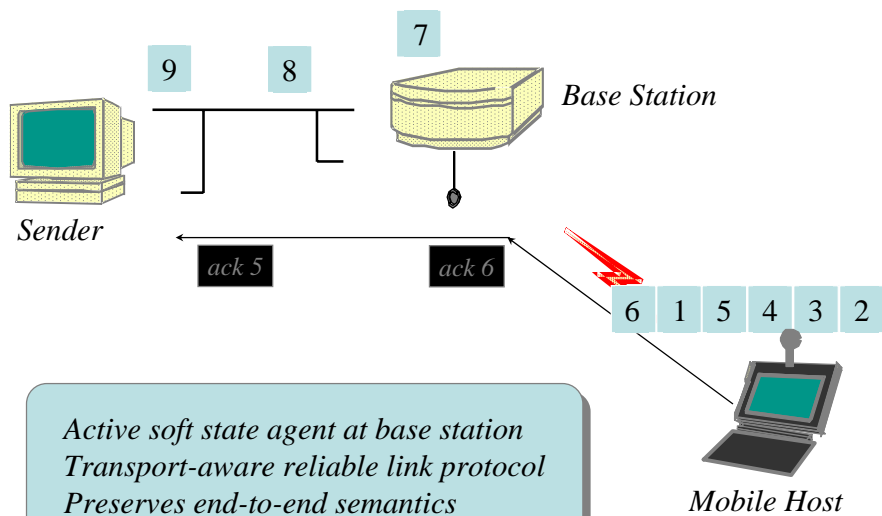 7
9 8
Base Station
Sender
ack 5 ack 6
6 1 5 4 3 2
Active soft state agent at base station
Transport-aware reliable link protocol
Preserves end-to-end semantics
Mobile Host